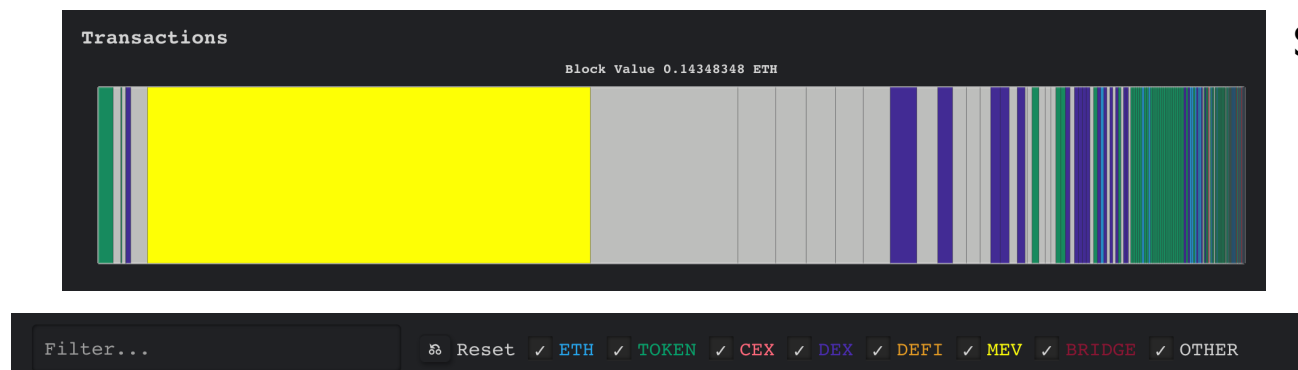 Transactions
Block Value 0.14348348 ETH
Filter...
Reset ✓ ETH ✓ TOKEN ✓ CEX ✓ DEX ✓ DEFI ✓ MEV ✓ BRIDGE ✓ OTHER